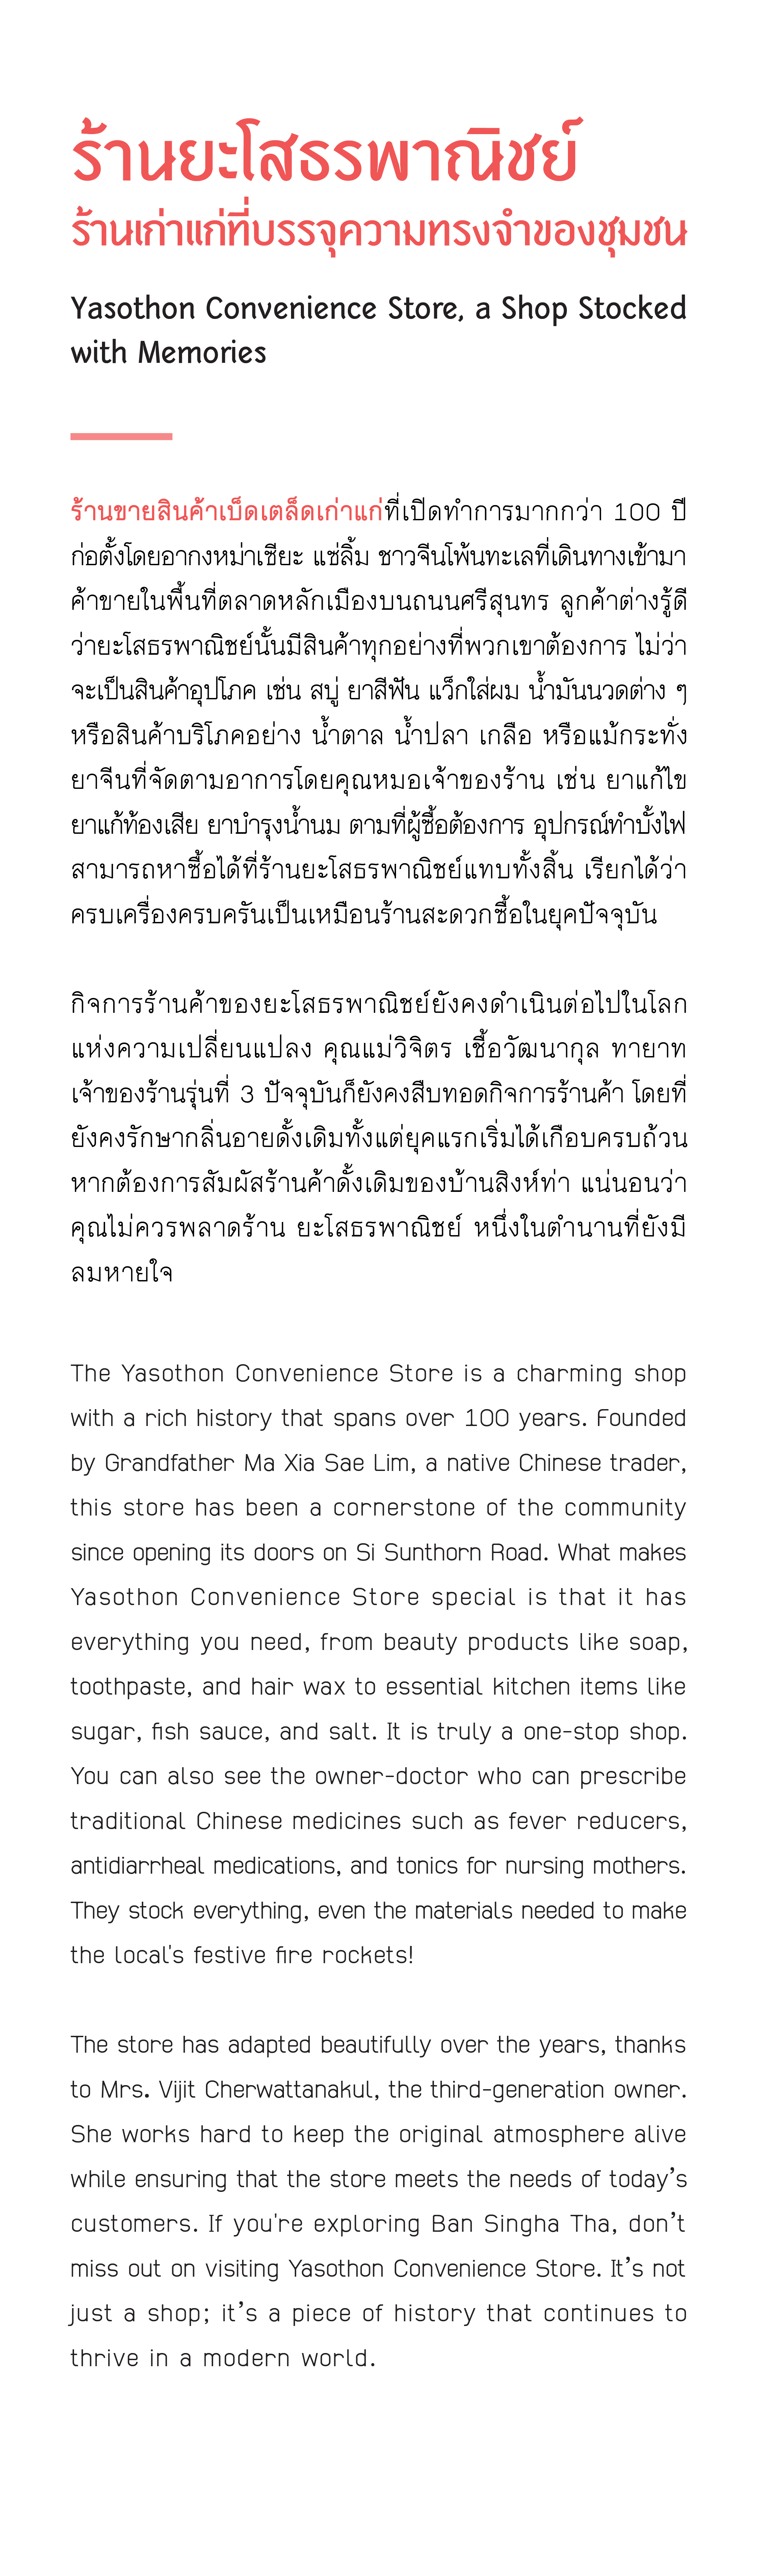 ร้านยะโสธรพาณิชย์
ร้านเก่าแก่ที่บรรจุความทรงจำของชุมชน
Yasothon Convenience Store, a Shop Stocked
with Memories
ร้านขายสินค้าเบ็ดเตล็ดเก่าแก่ที่เปิดทำการมากกว่า 100 ปี
ก่อตั้งโดยอากงหม่าเซียะ แซ่ลิ้ม ชาวจีนโพ้นทะเลที่เดินทางเข้ามา
ค้าขายในพื้นที่ตลาดหลักเมืองบนถนนศรีสุนทร ลูกค้าต่างรู้ดี
ว่ายะโสธรพาณิชย์นั้นมีสินค้าทุกอย่างที่พวกเขาต้องการ ไม่ว่า
จะเป็นสินค้าอุปโภค เช่น สบู่ ยาสีฟัน แว็กใส่ผม น้ำมันนวดต่าง ๆ
หรือสินค้าบริโภคอย่าง น้ำตาล น้ำปลา เกลือ หรือแม้กระทั่ง
ยาจีนที่จัดตามอาการโดยคุณหมอเจ้าของร้าน เช่น ยาแก้ไข
ยาแก้ท้องเสีย ยาบำรุงน้ำนม ตามที่ผู้ซื้อต้องการ อุปกรณ์ทำบั้งไฟ
สามารถหาซื้อได้ที่ร้านยะโสธรพาณิชย์แทบทั้งสิ้น เรียกได้ว่า
ครบเครื่องครบครันเป็นเหมือนร้านสะดวกซื้อในยุคปัจจุบัน
กิจการร้านค้าของยะโสธรพาณิชย์ยังคงดำเนินต่อไปในโลก
แห่งความเปลี่ยนแปลง คุณแม่วิจิตร เชื้อวัฒนากุล ทายาท
เจ้าของร้านรุ่นที่ 3 ปัจจุบันก็ยังคงสืบทอดกิจการร้านค้า โดยที่
ยังคงรักษากลิ่นอายดั้งเดิมทั้งแต่ยุคแรกเริ่มได้เกือบครบถ้วน
หากต้องการสัมผัสร้านค้าดั้งเดิมของบ้านสิงห์ท่า แน่นอนว่า
คุณไม่ควรพลาดร้าน ยะโสธรพาณิชย์ หนึ่งในตำนานที่ยังมี
ลมหายใจ
The Yasothon Convenience Store is a charming shop
with a rich history that spans over 100 years. Founded
by Grandfather Ma Xia Sae Lim, a native Chinese trader,
this store has been a cornerstone of the community
since opening its doors on Si Sunthorn Road. What makes
Yasothon Convenience Store special is that it has
everything you need, from beauty products like soap,
toothpaste, and hair wax to essential kitchen items like
sugar, fish sauce, and salt. It is truly a one-stop shop.
You can also see the owner-doctor who can prescribe
traditional Chinese medicines such as fever reducers,
antidiarrheal medications, and tonics for nursing mothers.
They stock everything, even the materials needed to make
the local's festive fire rockets!
The store has adapted beautifully over the years, thanks
to Mrs. Vijit Cherwattanakul, the third-generation owner.
She works hard to keep the original atmosphere alive
while ensuring that the store meets the needs of today’s
customers. If you're exploring Ban Singha Tha, don’t
miss out on visiting Yasothon Convenience Store. It’s not
just a shop; it’s a piece of history that continues to
thrive in a modern world.